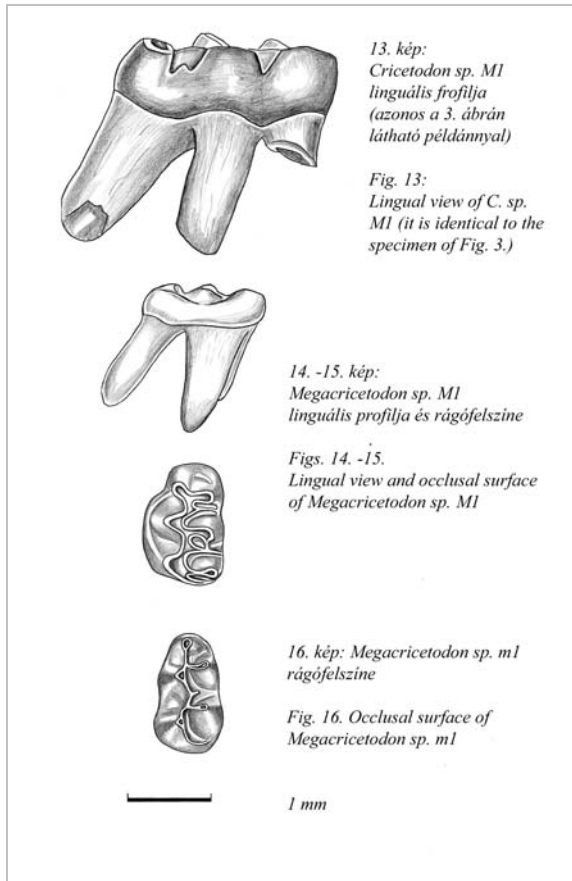 13. kép:
Cricetodon sp. M1
linguális frofilja
(azonos a 3. ábrán
látható példánnyal)
Fig. 13:
Lingual view of C. sp.
M1 (it is identical to the
specimen of Fig. 3.)
14. -15. kép:
Megacricetodon sp. M1
linguális profilja és rágófelszíne
Figs. 14. -15.
Lingual view and occlusal surface
of Megacricetodon sp. M1
16. kép: Megacricetodon sp. m1
rágófelszíne
Fig. 16. Occlusal surface of
Megacricetodon sp. m1
1 mm